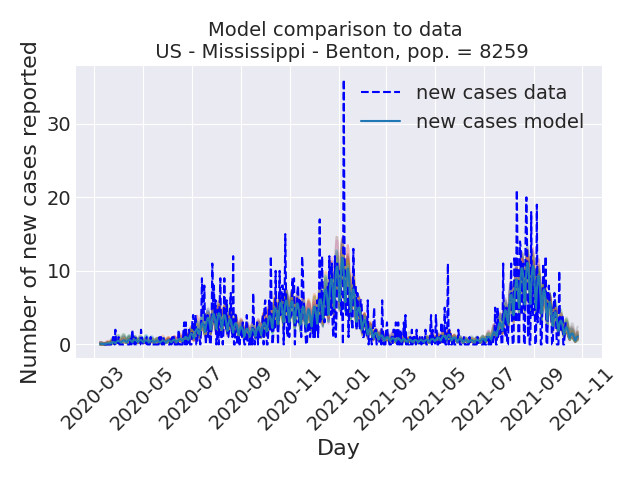 Model comparison to data
US - Mississippi - Benton, pop. = 8259
Number of new cases reported
30
20
10
0
new cases data
new cases model
2020-03
2020-05
2020-07
2020-09
2020-11
2021-01
2021-03
2021-05
2021-07
2021-09
2021-11
Day